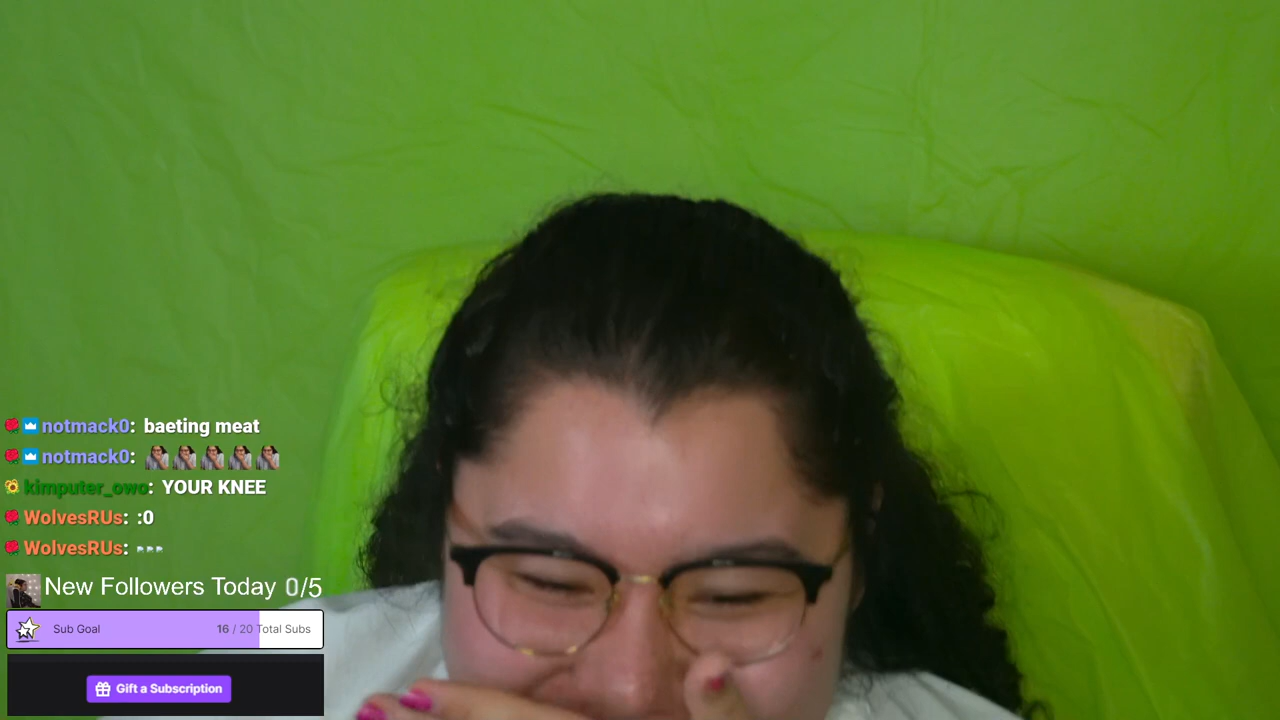 notmack0: baeting meat
notmack0:
kimputer_owo: YOUR KNEE
WolvesRUs: :0
WolvesRUs:
New Followers Today 0/5
Sub Goal 16 / 20 Total Subs
Gift a Subscription